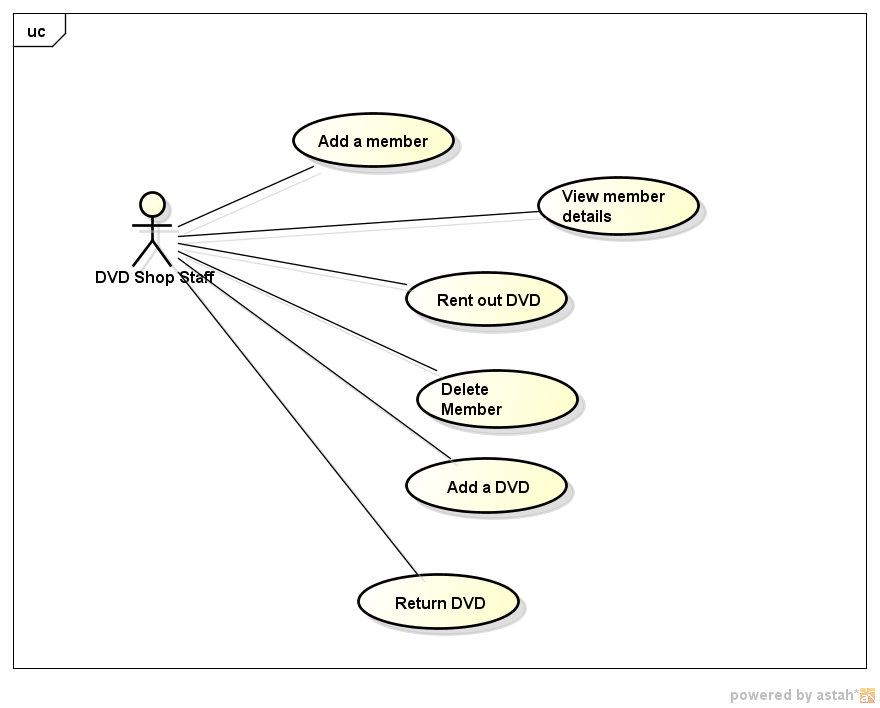 uc
Add a member
View member
details
DVD Shop Staff
Rent out DVD
Delete
Member
Add a DVD
Return DVD
powered by astah*